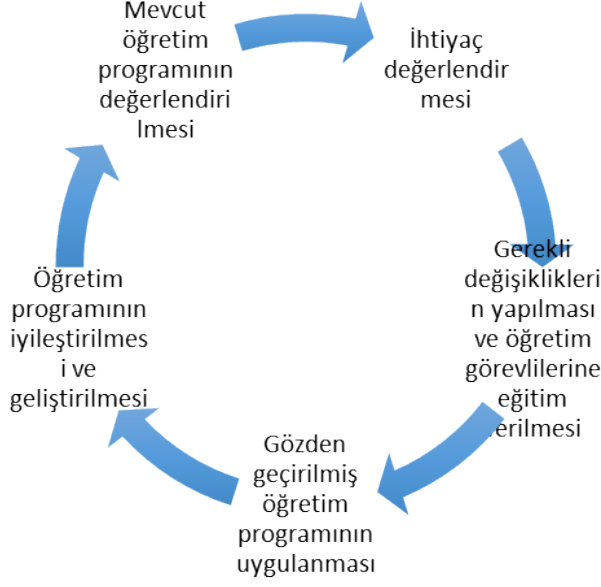 Mevcut
öğretim
programının
değerlendiri
lmesi
İhtiyaç
değerlendir
mesi
Gerekli
değişiklikleri
n yapılması
ve öğretim
görevlilerine
eğitim
verilmesi
Gözden
geçirilmiş
öğretim
programının
uygulanması
Öğretim
programının
iyileştirilmes
i ve
geliştirilmesi